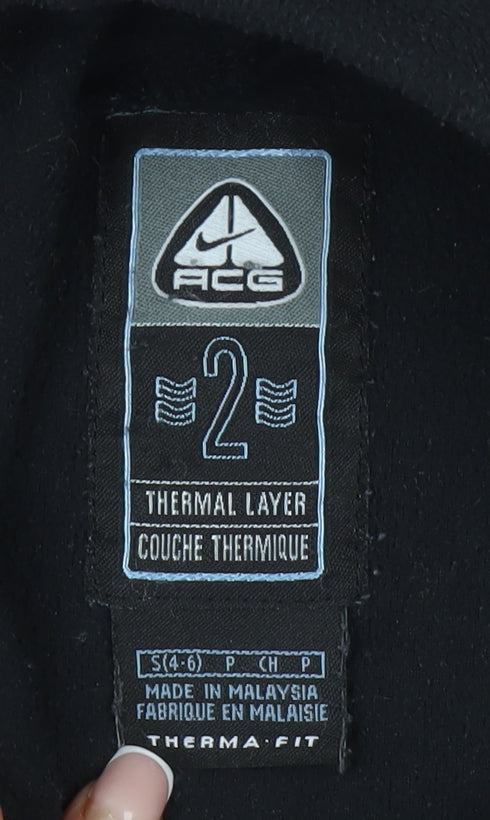 ACG
2
THERMAL LAYER
COUCHE THERMIQUE
S(4-6) P CH P
MADE IN MALAYSIA
FABRIQUE EN MALAISIE
THERMA·FIT